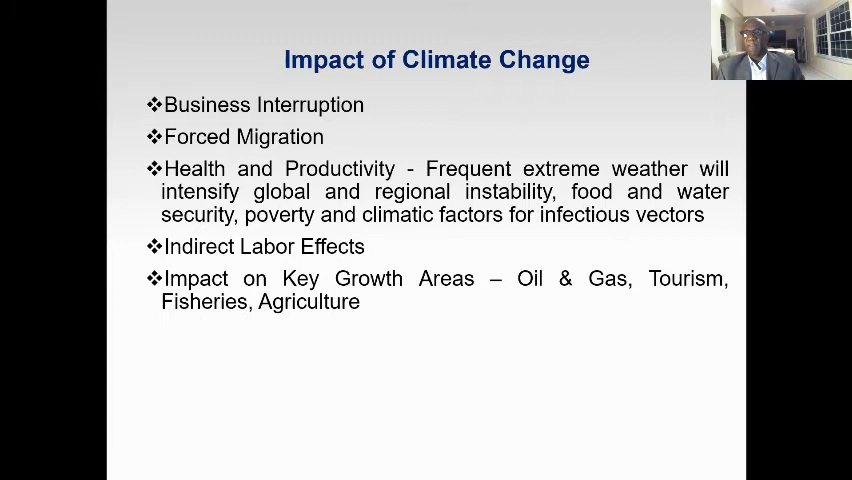 Impact of Climate Change
❖Business Interruption
❖Forced Migration
❖Health and Productivity - Frequent extreme weather will
intensify global and regional instability, food and water
security, poverty and climatic factors for infectious vectors
❖Indirect Labor Effects
❖Impact on Key Growth Areas – Oil & Gas, Tourism,
Fisheries, Agriculture